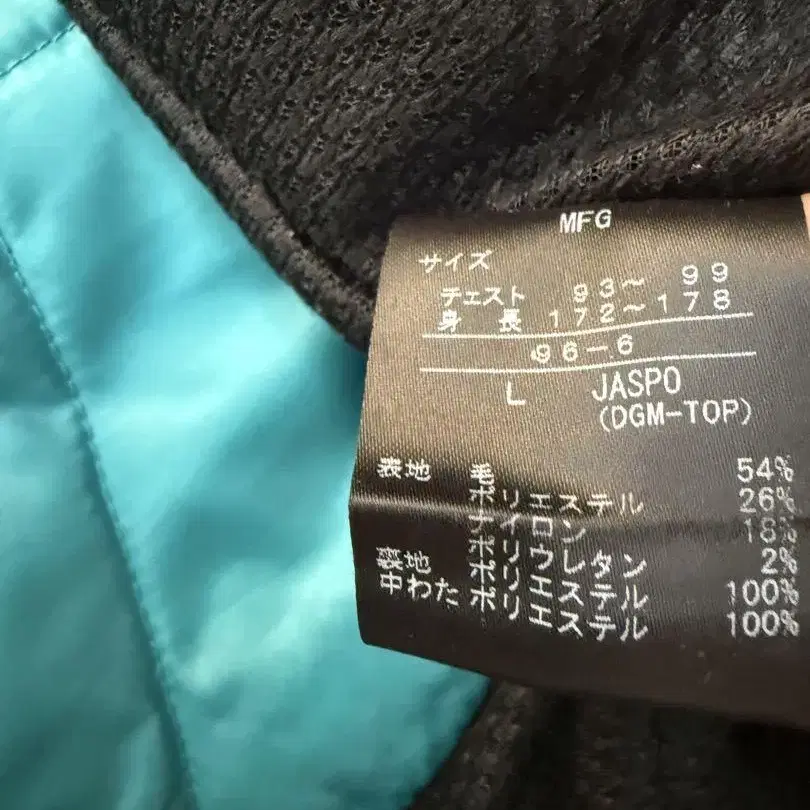 MFG
サイズ
チェスト 93〜 99
身 長 172〜178
96-6
L JASPO
(DGM-TOP)
表地 毛 54%
ポリエステル 26%
ナイロン 18%
ポリウレタン 2%
裏地 ポリエステル 100%
中わた ポリエステル 100%